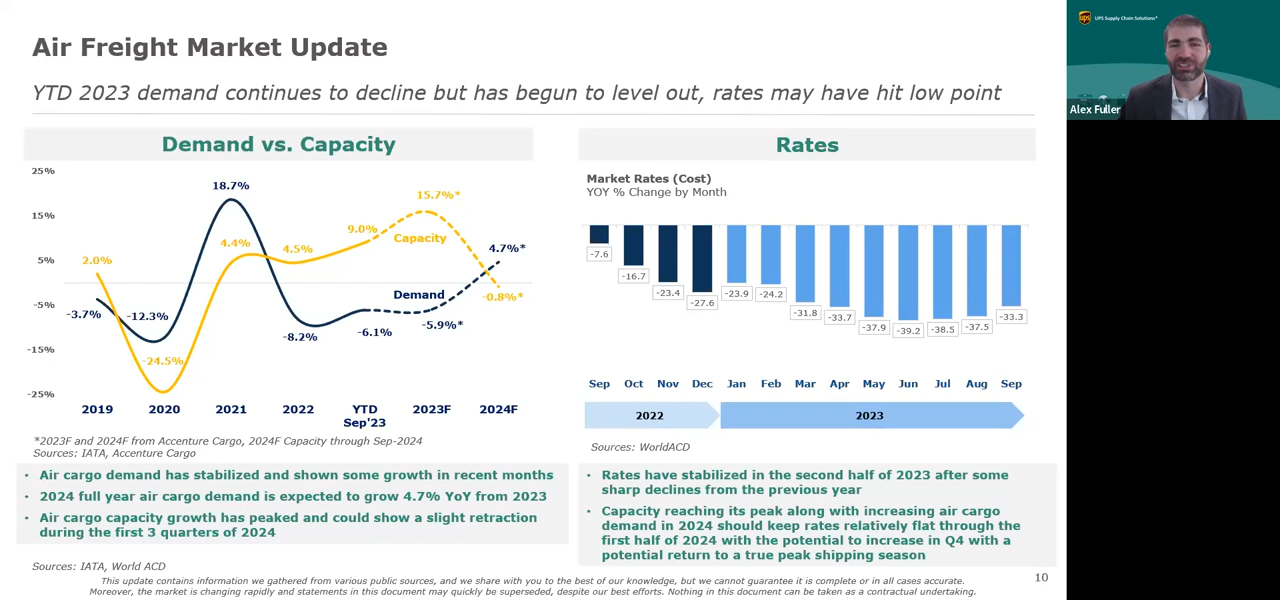 Air Freight Market Update
YTD 2023 demand continues to decline but has begun to level out, rates may have hit low point
Demand vs. Capacity
25%
15%
5%
-5%
-15%
-25%
2.0%
-3.7%
-12.3%
-24.5%
18.7%
4.4%
4.5%
-8.2%
9.0%
-6.1%
15.7%*
Capacity
Demand
-5.9%*
4.7%*
-0.8%*
2019 2020 2021 2022 YTD 2023F 2024F
Sep'23
*2023F and 2024F from Accenture Cargo, 2024F Capacity through Sep-2024
Sources: IATA, Accenture Cargo
• Air cargo demand has stabilized and shown some growth in recent months
• 2024 full year air cargo demand is expected to grow 4.7% YoY from 2023
• Air cargo capacity growth has peaked and could show a slight retraction
during the first 3 quarters of 2024
Sources: IATA, World ACD
Rates
Market Rates (Cost)
YOY % Change by Month
-7.6 -16.7 -23.4 -27.6 -23.9 -24.2 -31.8 -33.7 -37.9 -39.2 -38.5 -37.5 -33.3
Sep Oct Nov Dec Jan Feb Mar Apr May Jun Jul Aug Sep
2022 2023
Sources: WorldACD
• Rates have stabilized in the second half of 2023 after some
sharp declines from the previous year
• Capacity reaching its peak along with increasing air cargo
demand in 2024 should keep rates relatively flat through the
first half of 2024 with the potential to increase in Q4 with a
potential return to a true peak shipping season
10
This update contains information we gathered from various public sources, and we share with you to the best of our knowledge, but we cannot guarantee it is complete or in all cases accurate.
Moreover, the market is changing rapidly and statements in this document may quickly be superseded, despite our best efforts. Nothing in this document can be taken as a contractual undertaking.
ups UPS Supply Chain Solutions®
Alex Fuller